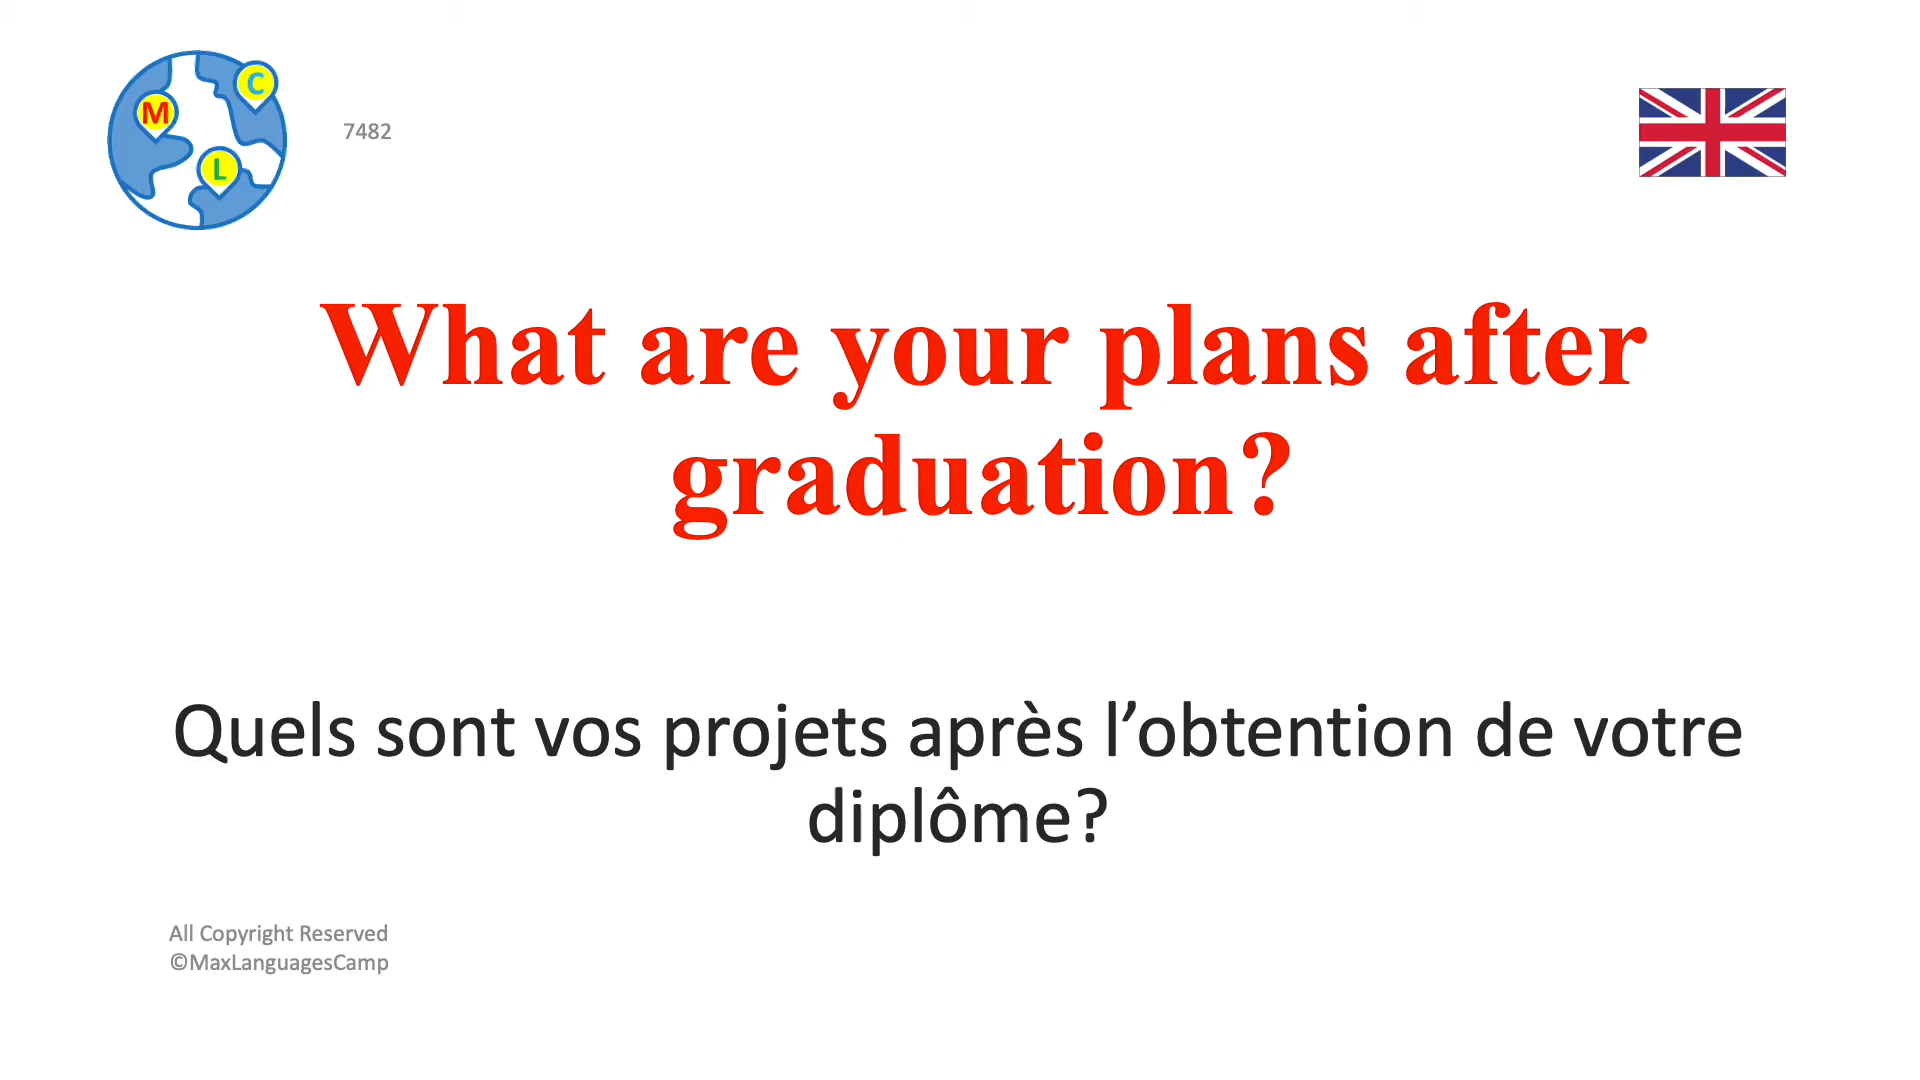 M
C
L
7482
What are your plans after
graduation?
Quels sont vos projets après l’obtention de votre
diplôme?
All Copyright Reserved
©MaxLanguagesCamp